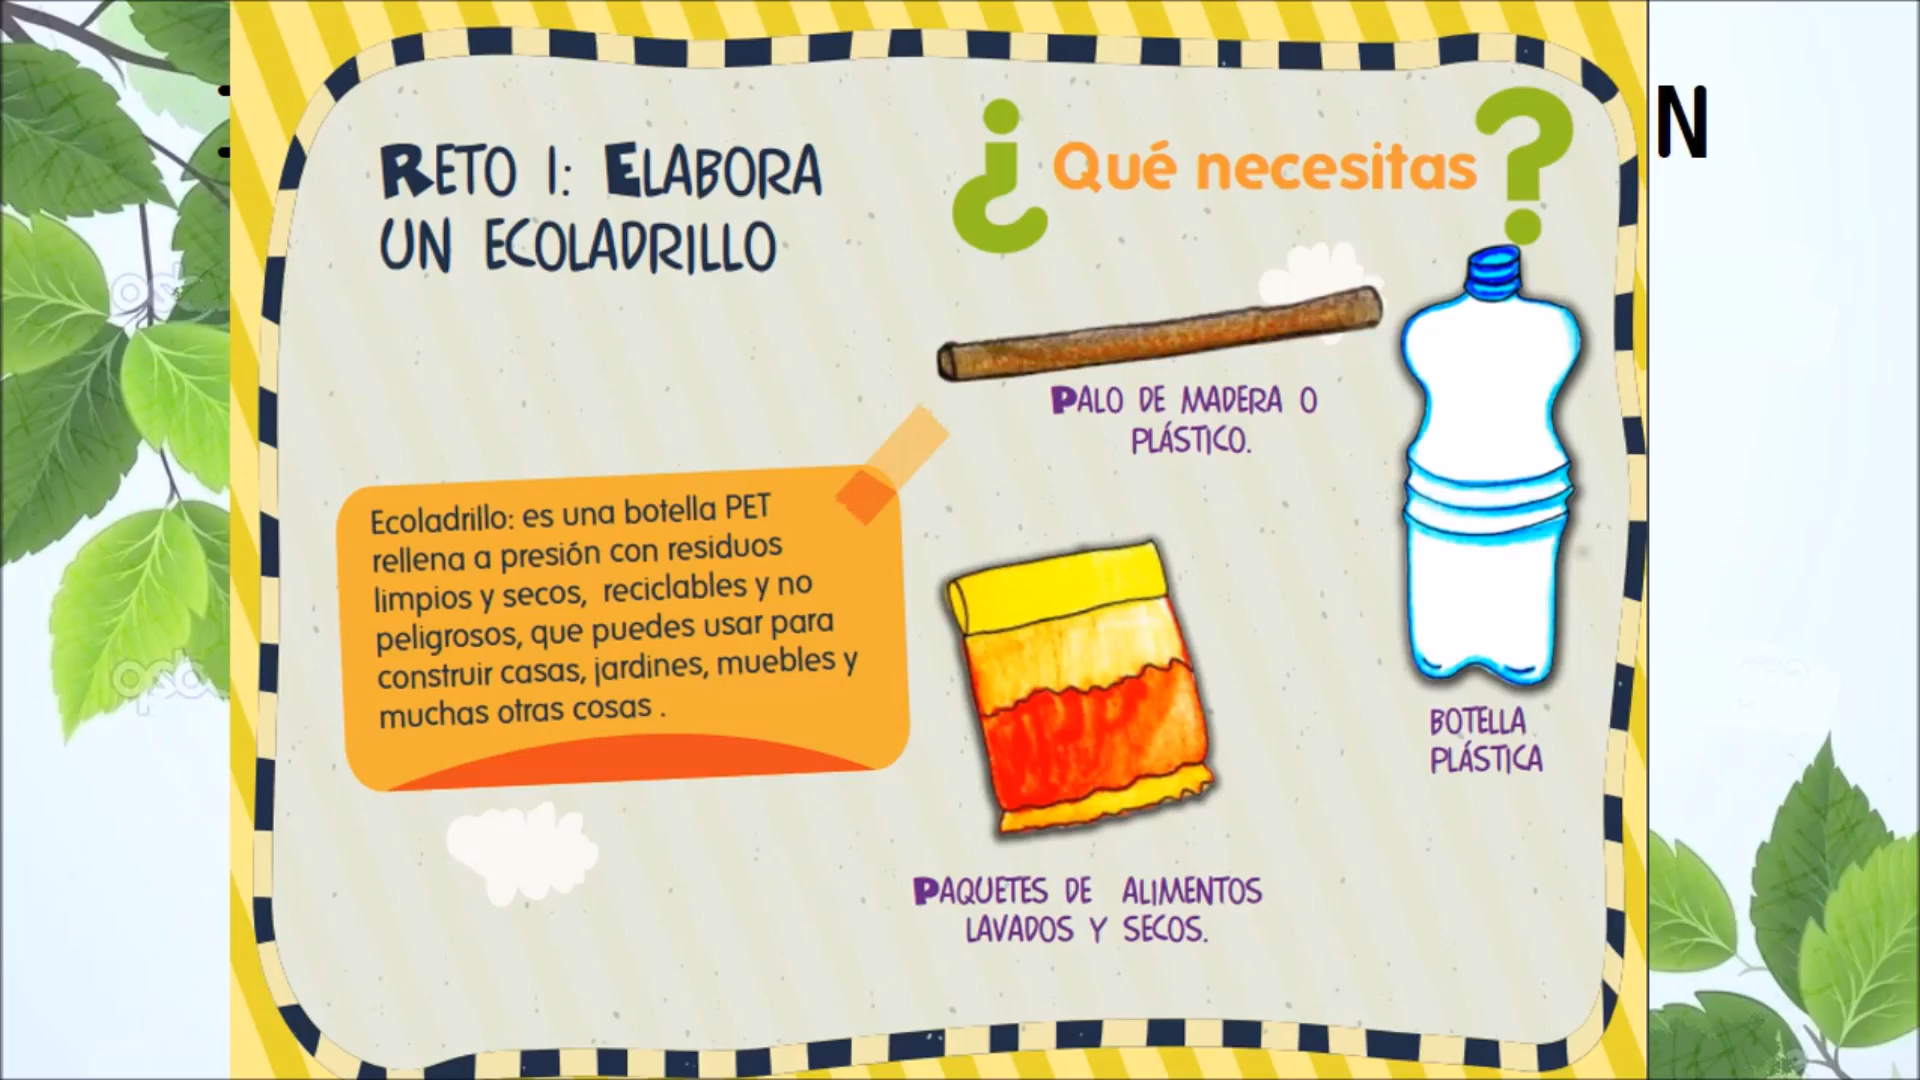 RETO 1: ELABORA
UN ECOLADRILLO
¿Qué necesitas?
PALO DE MADERA O
PLÁSTICO.
Ecoladrillo: es una botella PET
rellena a presión con residuos
limpios y secos, reciclables y no
peligrosos, que puedes usar para
construir casas, jardines, muebles y
muchas otras cosas .
BOTELLA
PLÁSTICA
PAQUETES DE ALIMENTOS
LAVADOS Y SECOS.
N